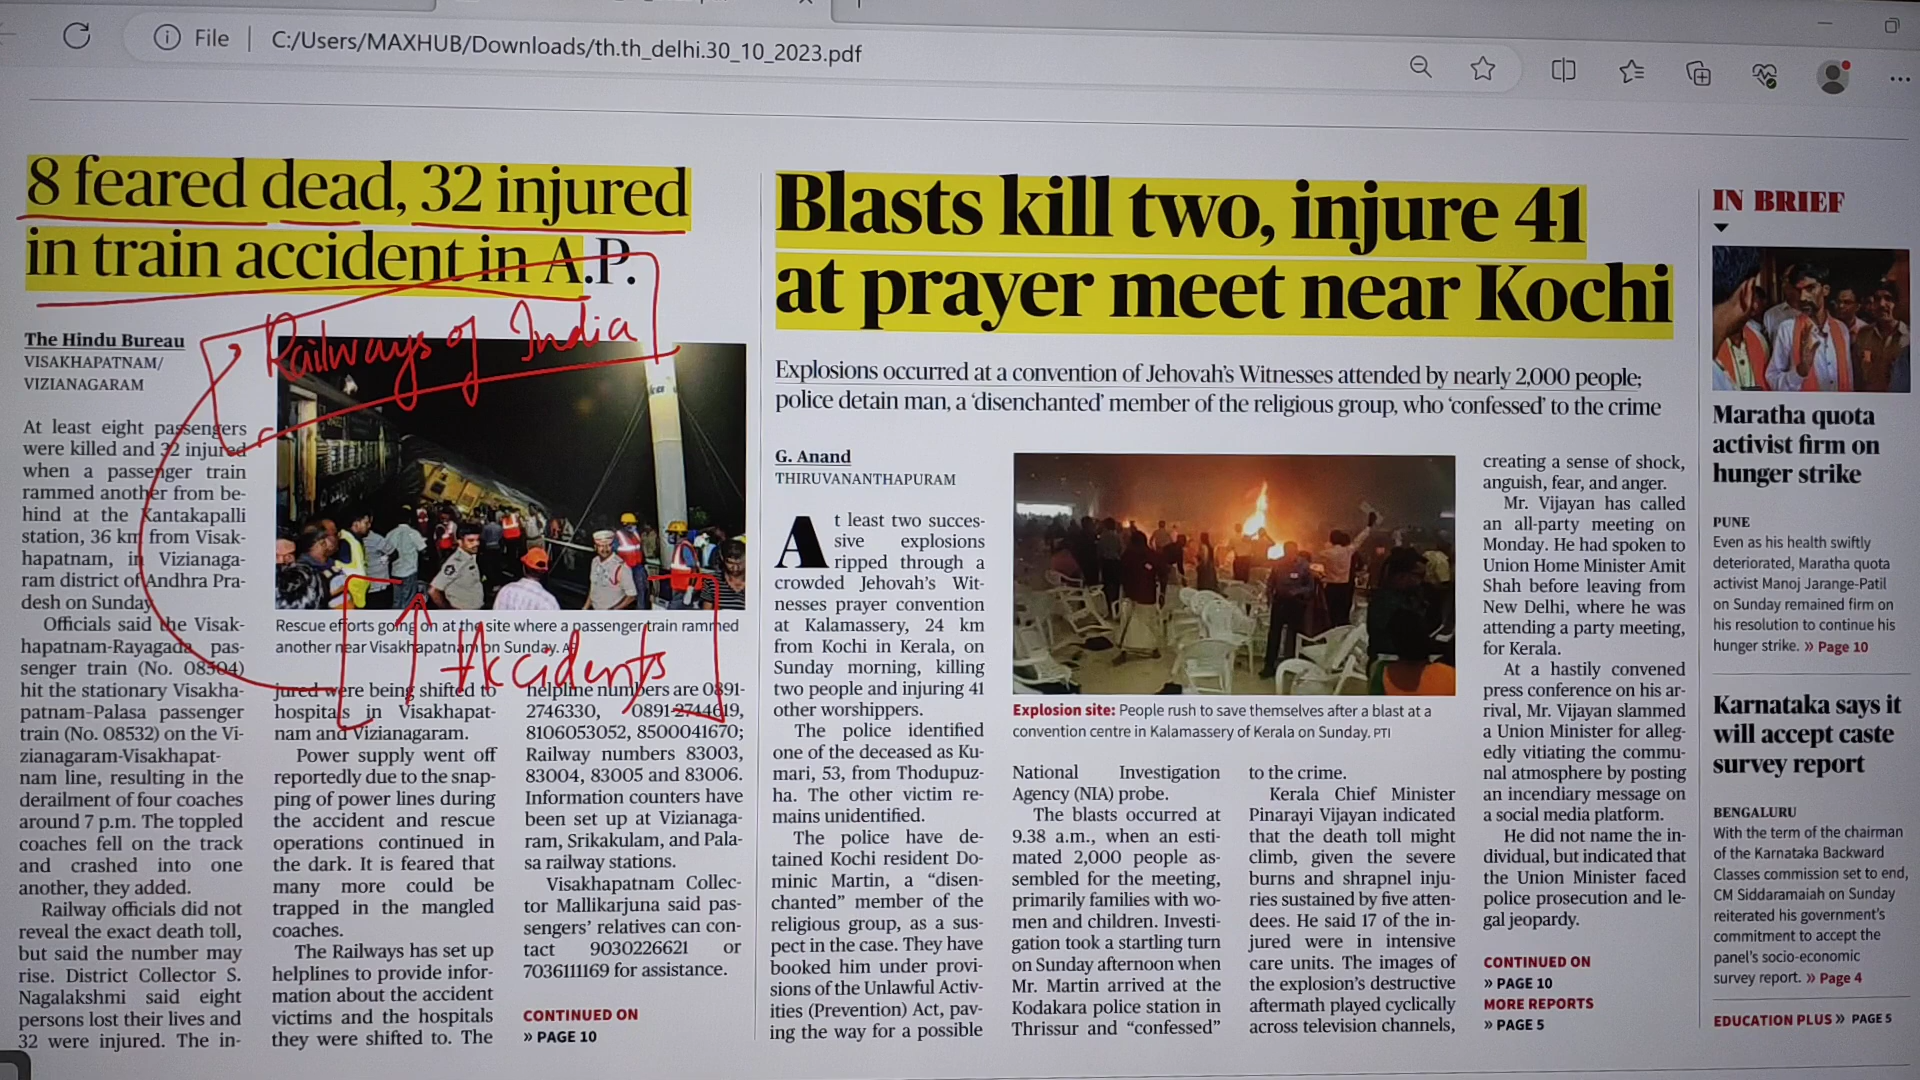 File
C:/Users/MAXHUB/Downloads/th.th_delhi.30_10_2023.pdf
8 feared dead, 32 injured
in train accident in A.P.
The Hindu Bureau
VISAKHAPATNAM/
VIZIANAGARAM
Railways of India
At least eight passengers
were killed and 32 injured
when a passenger train
rammed another from be-
hind at the Kantakapalli
station, 36 km from Visak-
hapatnam, in Vizianaga-
ram district of Andhra Pra-
desh on Sunday.
Officials said the Visak-
hapatnam-Rayagada pas-
senger train (No. 08504)
hit the stationary Visakha-
patnam-Palasa passenger
train (No. 08532) on the Vi-
zianagaram-Visakhapat-
nam line, resulting in the
derailment of four coaches
around 7 p.m. The toppled
coaches fell on the track
and crashed into one
another, they added.
Railway officials did not
reveal the exact death toll,
but said the number may
rise. District Collector S.
Nagalakshmi said eight
persons lost their lives and
32 were injured. The in-
Rescue efforts going on at the site where a passenger train rammed
another near Visakhapatnam on Sunday.
Accidents
jured were being shifted to
hospitals in Visakhapat-
nam and Vizianagaram.
Power supply went off
reportedly due to the snap-
ping of power lines during
the accident and rescue
operations continued in
the dark. It is feared that
many more could be
trapped in the mangled
coaches.
The Railways has set up
helplines to provide infor-
mation about the accident
victims and the hospitals
they were shifted to. The
helpline numbers are 0891-
2746330, 0891-2744619,
8106053052, 8500041670;
Railway numbers 83003,
83004, 83005 and 83006.
Information counters have
been set up at Vizianaga-
ram, Srikakulam, and Pala-
sa railway stations.
Visakhapatnam Collec-
tor Mallikarjuna said pas-
sengers' relatives can con-
tact 9030226621 or
7036111169 for assistance.
CONTINUED ON
» PAGE 10
Blasts kill two, injure 41
at prayer meet near Kochi
Explosions occurred at a convention of Jehovah's Witnesses attended by nearly 2,000 people;
police detain man, a 'disenchanted' member of the religious group, who 'confessed' to the crime
G. Anand
THIRUVANANTHAPURAM
At least two succes-
sive explosions
ripped through a
crowded Jehovah's Wit-
nesses prayer convention
at Kalamassery, 24 km
from Kochi in Kerala, on
Sunday morning, killing
two people and injuring 41
other worshippers.
The police identified
one of the deceased as Ku-
mari, 53, from Thodupuz-
ha. The other victim re-
mains unidentified.
The police have de-
tained Kochi resident Do-
minic Martin, a "disen-
chanted" member of the
religious group, as a sus-
pect in the case. They have
booked him under provi-
sions of the Unlawful Activ-
ities (Prevention) Act, pav-
ing the way for a possible
Explosion site: People rush to save themselves after a blast at a
convention centre in Kalamassery of Kerala on Sunday. PTI
National Investigation
Agency (NIA) probe.
The blasts occurred at
9.38 a.m., when an esti-
mated 2,000 people as-
sembled for the meeting,
primarily families with wo-
men and children. Investi-
gation took a startling turn
on Sunday afternoon when
Mr. Martin arrived at the
Kodakara police station in
Thrissur and "confessed"
to the crime.
Kerala Chief Minister
Pinarayi Vijayan indicated
that the death toll might
climb, given the severe
burns and shrapnel inju-
ries sustained by five atten-
dees. He said 17 of the in-
jured were in intensive
care units. The images of
the explosion's destructive
aftermath played cyclically
across television channels,
creating a sense of shock,
anguish, fear, and anger.
Mr. Vijayan has called
an all-party meeting on
Monday. He had spoken to
Union Home Minister Amit
Shah before leaving from
New Delhi, where he was
attending a party meeting,
for Kerala.
At a hastily convened
press conference on his ar-
rival, Mr. Vijayan slammed
a Union Minister for alleg-
edly vitiating the commu-
nal atmosphere by posting
an incendiary message on
a social media platform.
He did not name the in-
dividual, but indicated that
the Union Minister faced
police prosecution and le-
gal jeopardy.
CONTINUED ON
» PAGE 10
MORE REPORTS
» PAGE 5
IN BRIEF
Maratha quota
activist firm on
hunger strike
PUNE
Even as his health swiftly
deteriorated, Maratha quota
activist Manoj Jarange-Patil
on Sunday remained firm on
his resolution to continue his
hunger strike. » Page 10
Karnataka says it
will accept caste
survey report
BENGALURU
With the term of the chairman
of the Karnataka Backward
Classes commission set to end,
CM Siddaramaiah on Sunday
reiterated his government's
commitment to accept the
panel's socio-economic
survey report. » Page 4
EDUCATION PLUS » PAGE 5